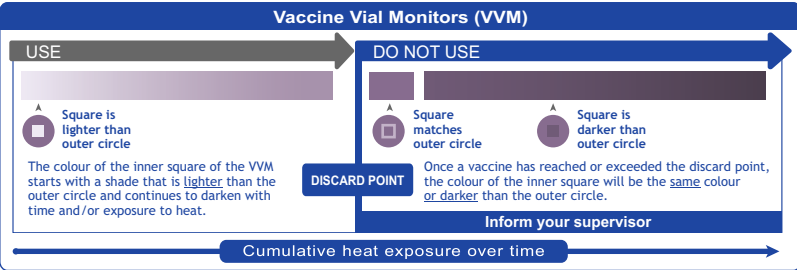 Vaccine Vial Monitors (VVM)
USE
DO NOT USE
Square is
lighter than
outer circle
Square
matches
outer circle
Square is
darker than
outer circle
The colour of the inner square of the VVM
starts with a shade that is lighter than the
outer circle and continues to darken with
time and/or exposure to heat.
DISCARD POINT
Once a vaccine has reached or exceeded the discard point,
the colour of the inner square will be the same colour
or darker than the outer circle.
Inform your supervisor
Cumulative heat exposure over time